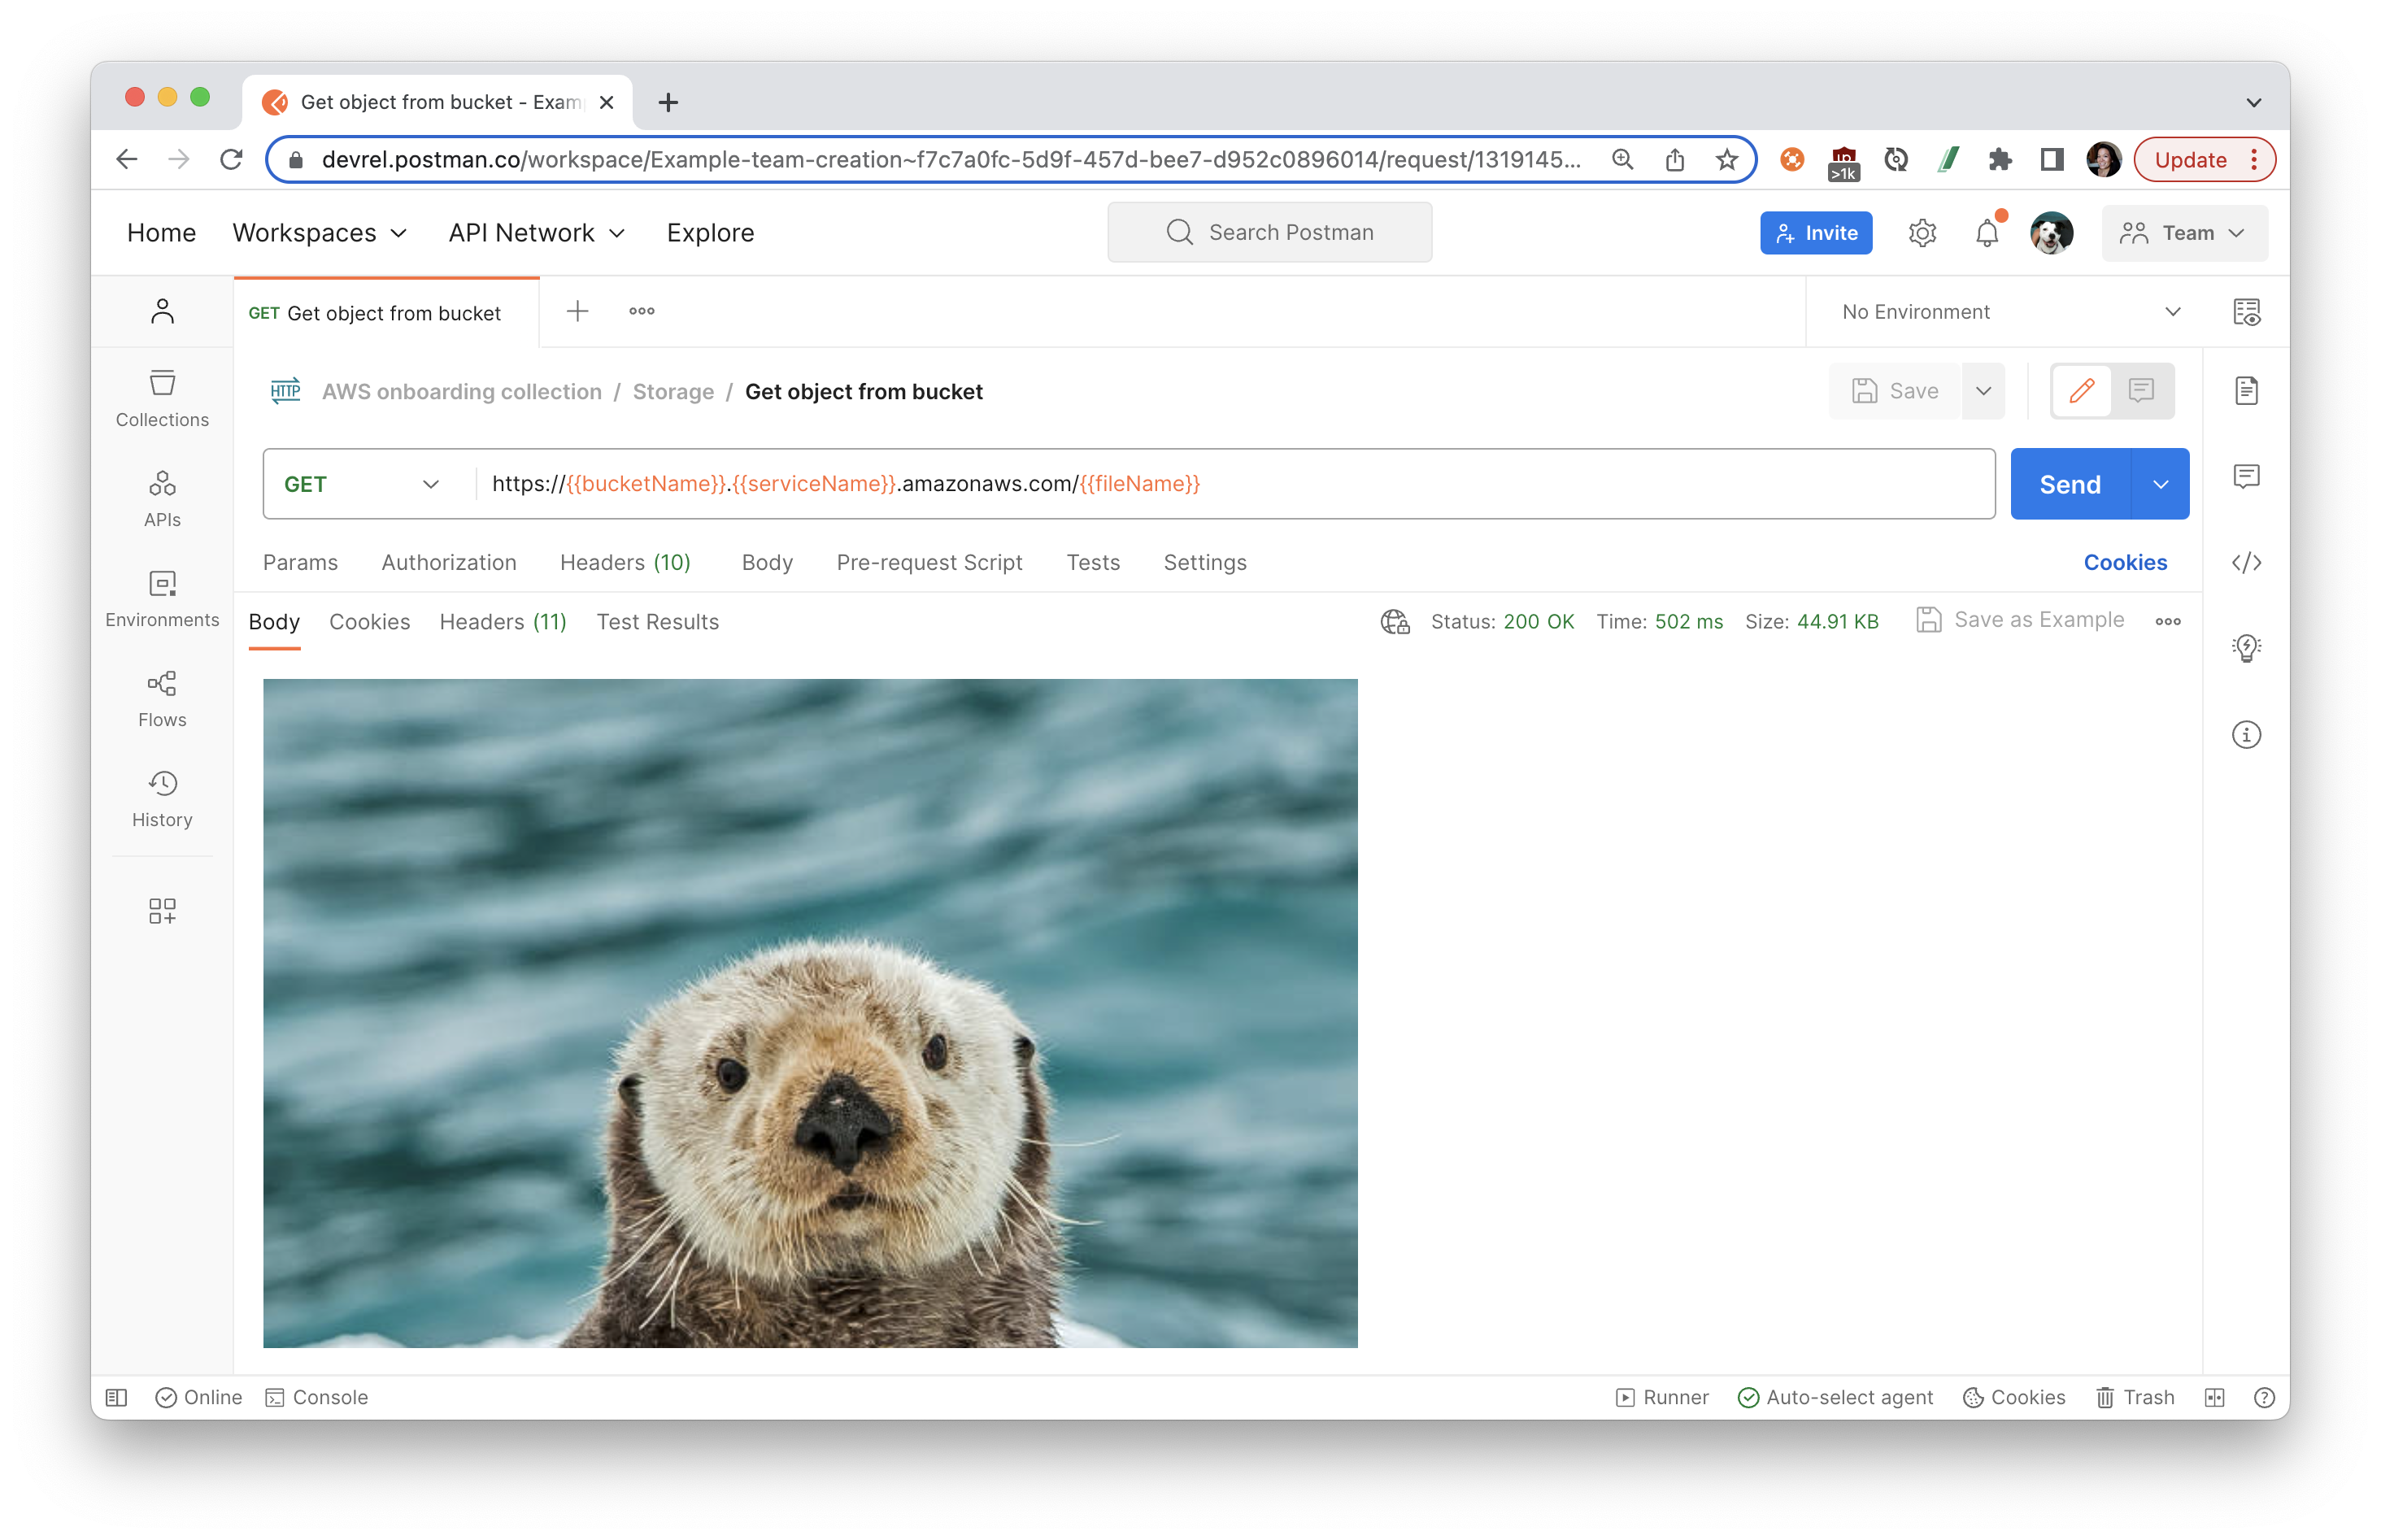 Get object from bucket - Exam
devrel.postman.co/workspace/Example-team-creation~f7c7a0fc-5d9f-457d-bee7-d952c0896014/request/1319145...
>1k
Update
Home
Workspaces
API Network
Explore
Search Postman
Invite
Team
GET Get object from bucket
No Environment
HTTP AWS onboarding collection / Storage / Get object from bucket
Save
GET
https://{{bucketName}}.{{serviceName}}.amazonaws.com/{{fileName}}
Send
Params
Authorization
Headers (10)
Body
Pre-request Script
Tests
Settings
Cookies
Body
Cookies
Headers (11)
Test Results
Status: 200 OK
Time: 502 ms
Size: 44.91 KB
Save as Example
Collections
APIs
Environments
Flows
History
Online
Console
Runner
Auto-select agent
Cookies
Trash